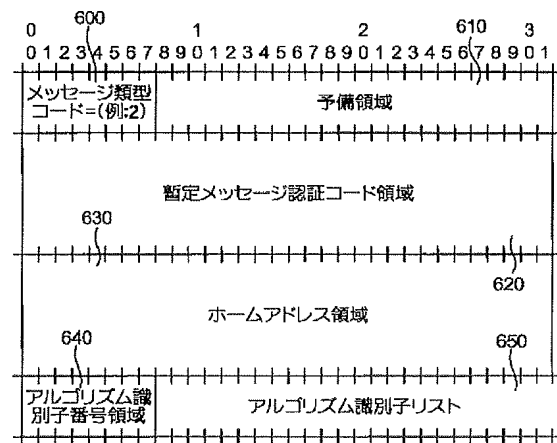 600
610
0 1 2 3
0 1 2 3 4 5 6 7 8 9 0 1 2 3 4 5 6 7 8 9 0 1 2 3 4 5 6 7 8 9 0 1
メッセージ類型
コード=(例:2)
予備領域
暫定メッセージ認証コード領域
630
620
ホームアドレス領域
640
650
アルゴリズム識
別子番号領域
アルゴリズム識別子リスト